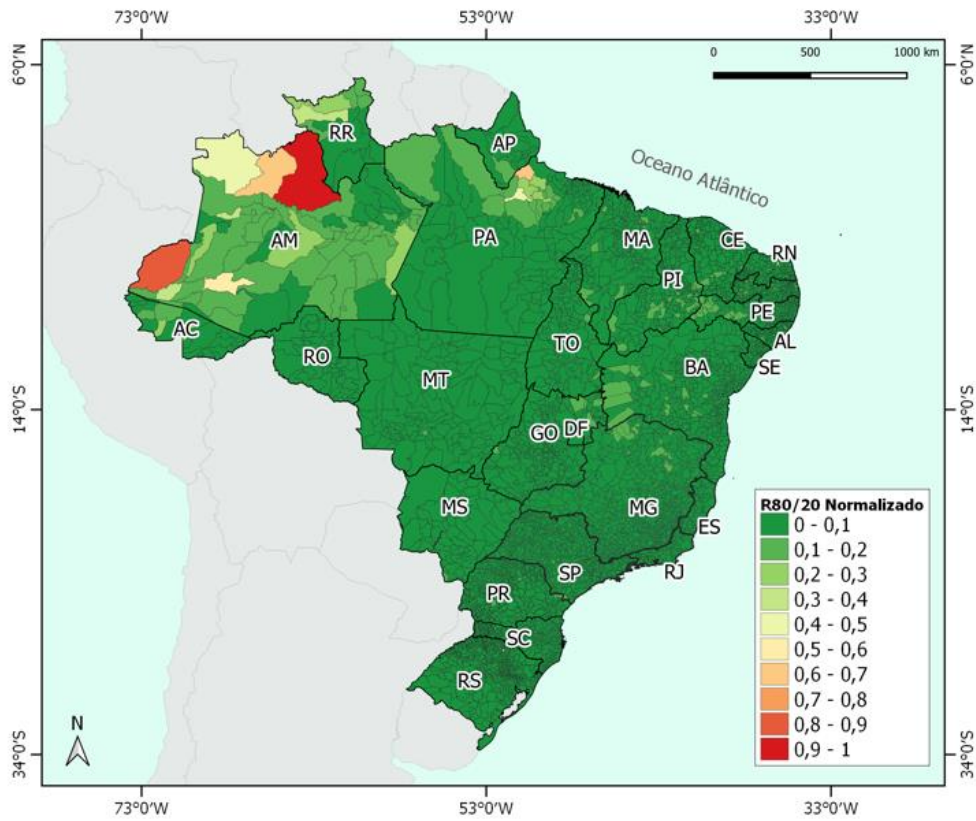 73°0'W 53°0'W 33°0'W
6°0'N 6°0'N
0 500 1000 km
RR AP
Oceano Atlântico
AM PA MA CE
RN
PI
PE
AC AL
TO
RO SE
BA
MT
14°0'S 14°0'S
GO DF
MS MG
ES
SP RJ
PR
SC
RS
R80/20 Normalizado
0 - 0,1
0,1 - 0,2
0,2 - 0,3
0,3 - 0,4
0,4 - 0,5
0,5 - 0,6
0,6 - 0,7
0,7 - 0,8
0,8 - 0,9
0,9 - 1
N
34°0'S 34°0'S
73°0'W 53°0'W 33°0'W